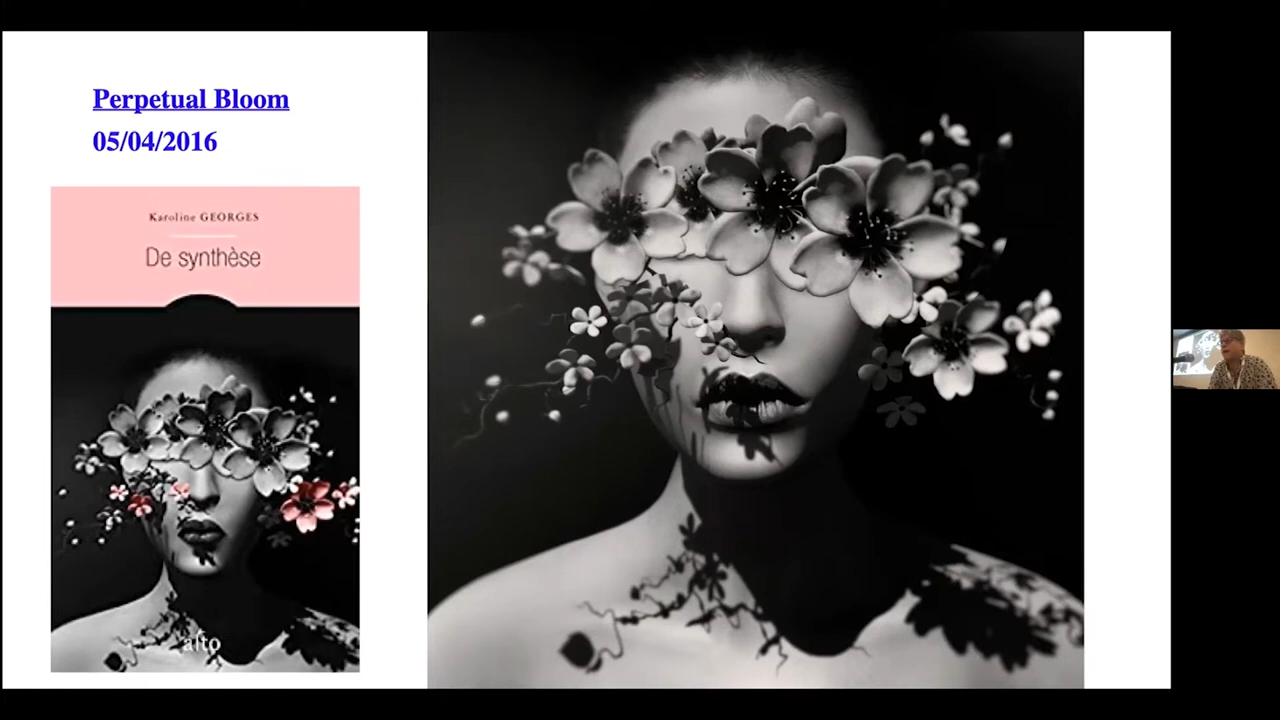 Perpetual Bloom
05/04/2016
Karoline GEORGES
De synthèse
alto